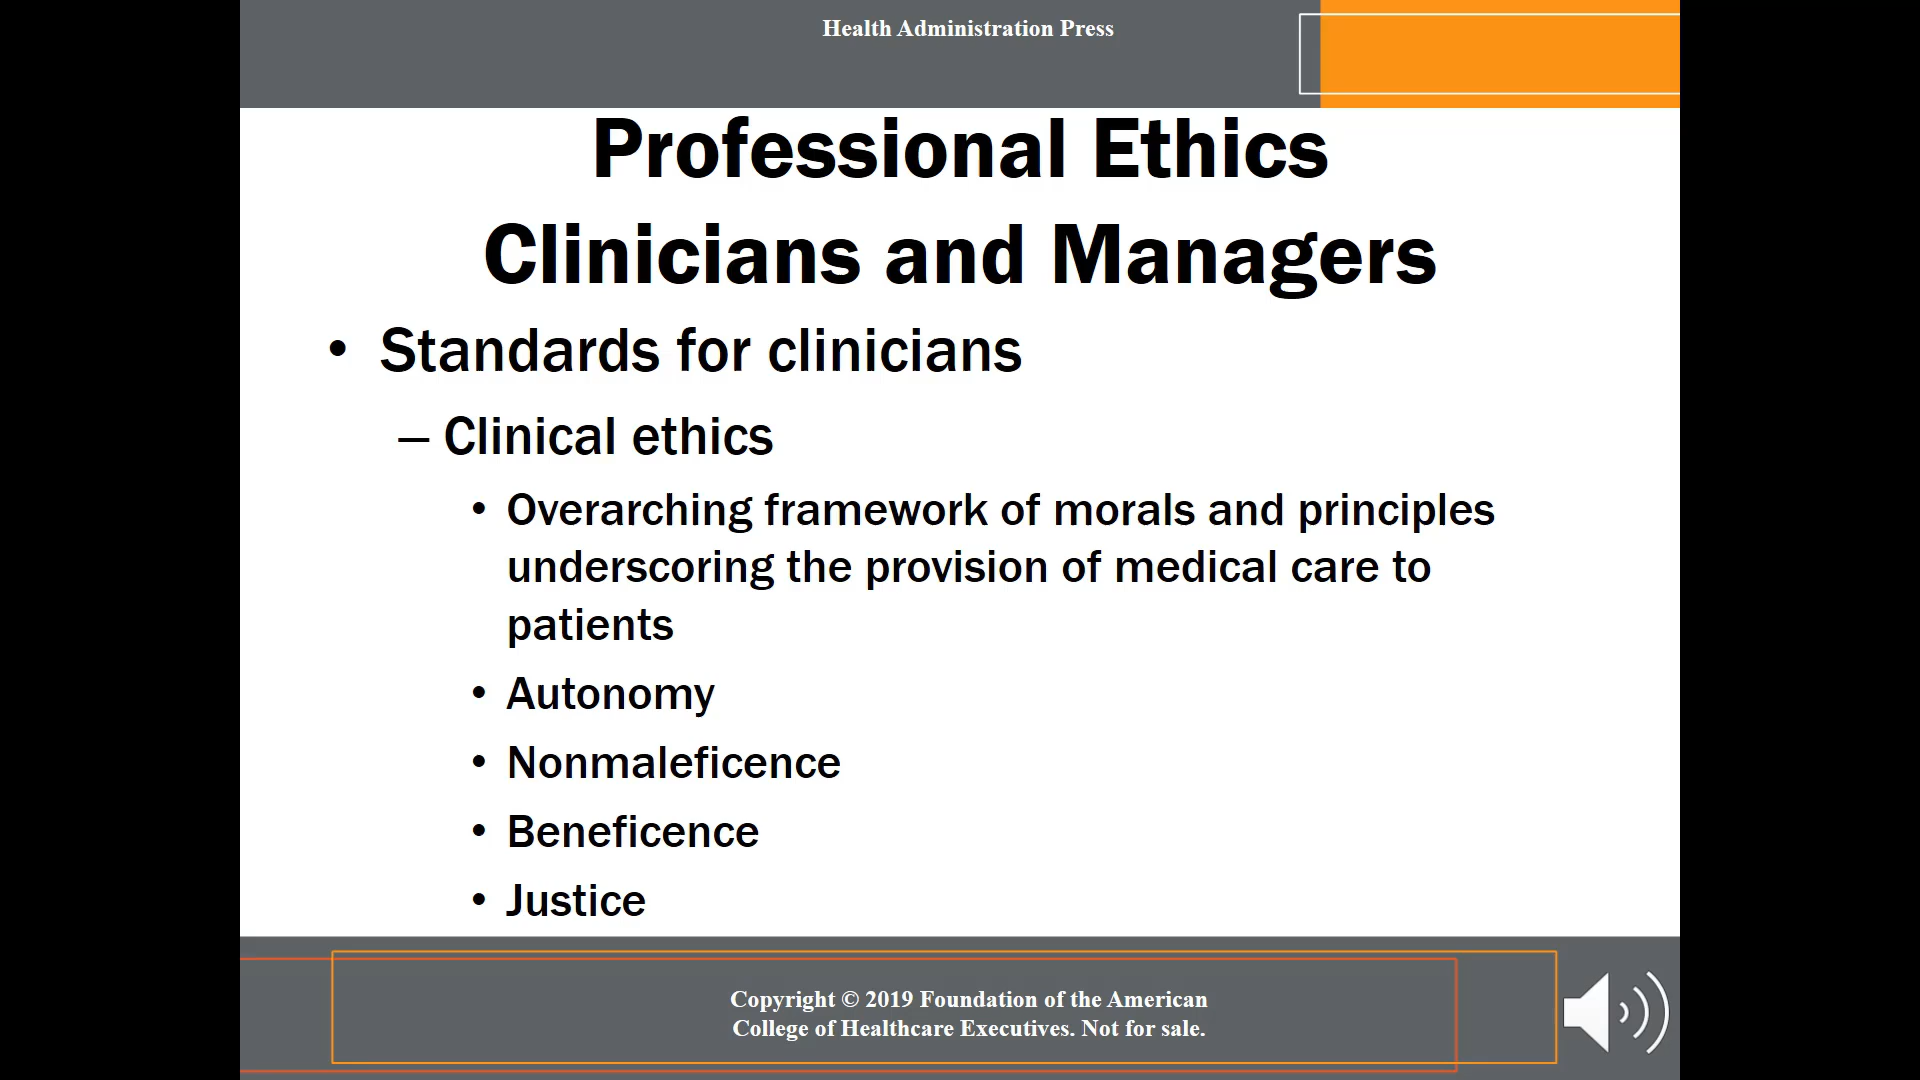 Health Administration Press
Professional Ethics
Clinicians and Managers
• Standards for clinicians
– Clinical ethics
• Overarching framework of morals and principles
underscoring the provision of medical care to
patients
• Autonomy
• Nonmaleficence
• Beneficence
• Justice
Copyright © 2019 Foundation of the American
College of Healthcare Executives. Not for sale.